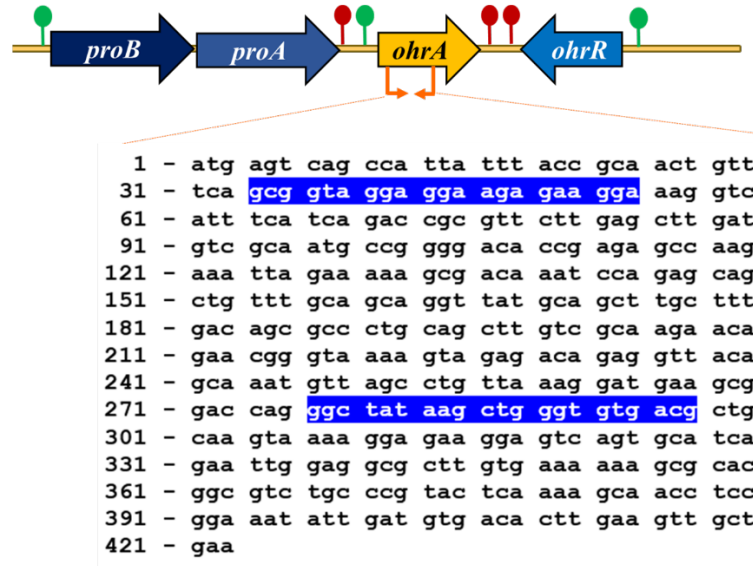 proB proA ohrA ohrR
1 - atg agt cag cca tta ttt acc gca act gtt
31 - tca gcg gta gga gga aga gaa gga aag gtc
61 - att tca tca gac cgc gtt ctt gag ctt gat
91 - gtc gca atg ccg ggg aca ccg aga gcc aag
121 - aaa tta gaa aaa gcg aca aat cca gag cag
151 - ctg ttt gca gca ggt tat gca gct tgc ttt
181 - gac agc gcc ctg cag ctt gtc gca aga aca
211 - gaa cgg gta aaa gta gag aca gag gtt aca
241 - gca aat gtt agc ctg tta aag gat gaa gcg
271 - gac cag ggc tat aag ctg ggt gtg acg ctg
301 - caa gta aaa gga gaa gga gtc agt gca tca
331 - gaa ttg gag gcg ctt gtg aaa aaa gcg cac
361 - ggc gtc tgc ccg tac tca aaa gca acc tcc
391 - gga aat att gat gtg aca ctt gaa gtt gct
421 - gaa